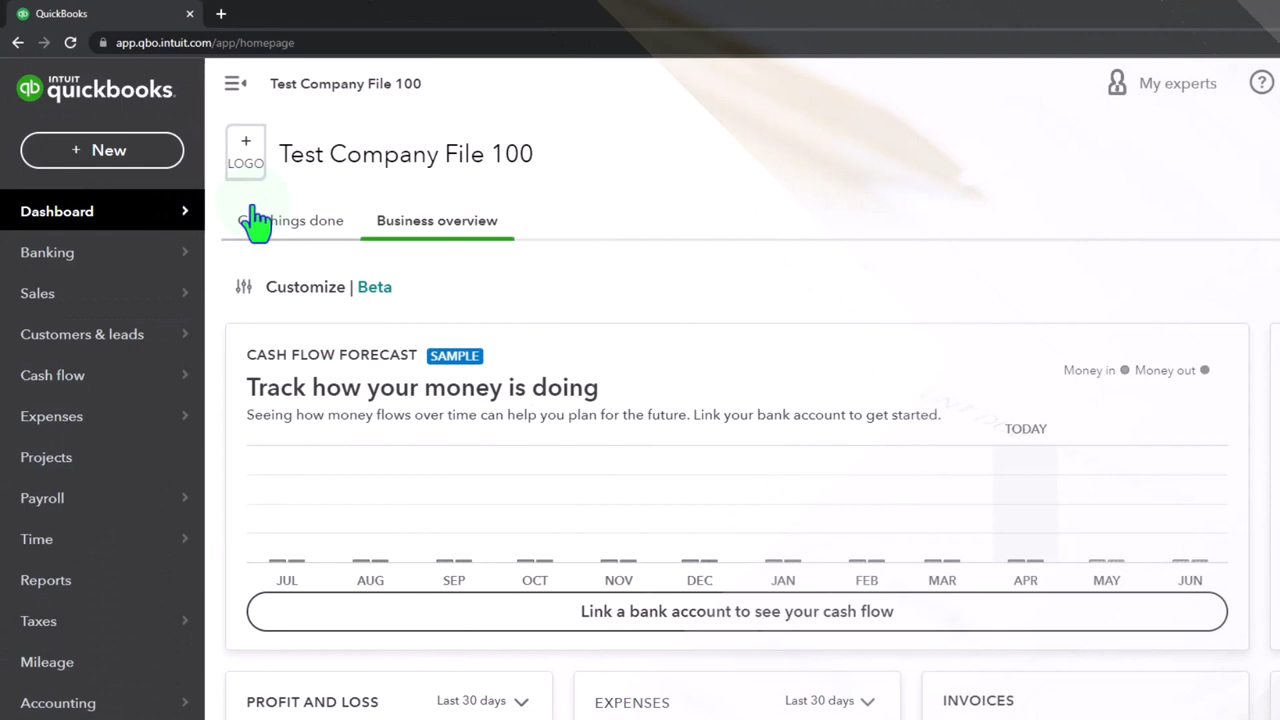 QuickBooks
app.qbo.intuit.com/app/homepage
INTUIT
quickbooks.
Test Company File 100
My experts
?
+ New
+
LOGO
Test Company File 100
Dashboard
Banking
Sales
Customers & leads
Cash flow
Expenses
Projects
Payroll
Time
Reports
Taxes
Mileage
Accounting
things done
Business overview
Customize | Beta
CASH FLOW FORECAST SAMPLE
Track how your money is doing
Seeing how money flows over time can help you plan for the future. Link your bank account to get started.
Money in Money out
TODAY
JUL AUG SEP OCT NOV DEC JAN FEB MAR APR MAY JUN
Link a bank account to see your cash flow
PROFIT AND LOSS Last 30 days
EXPENSES Last 30 days
INVOICES